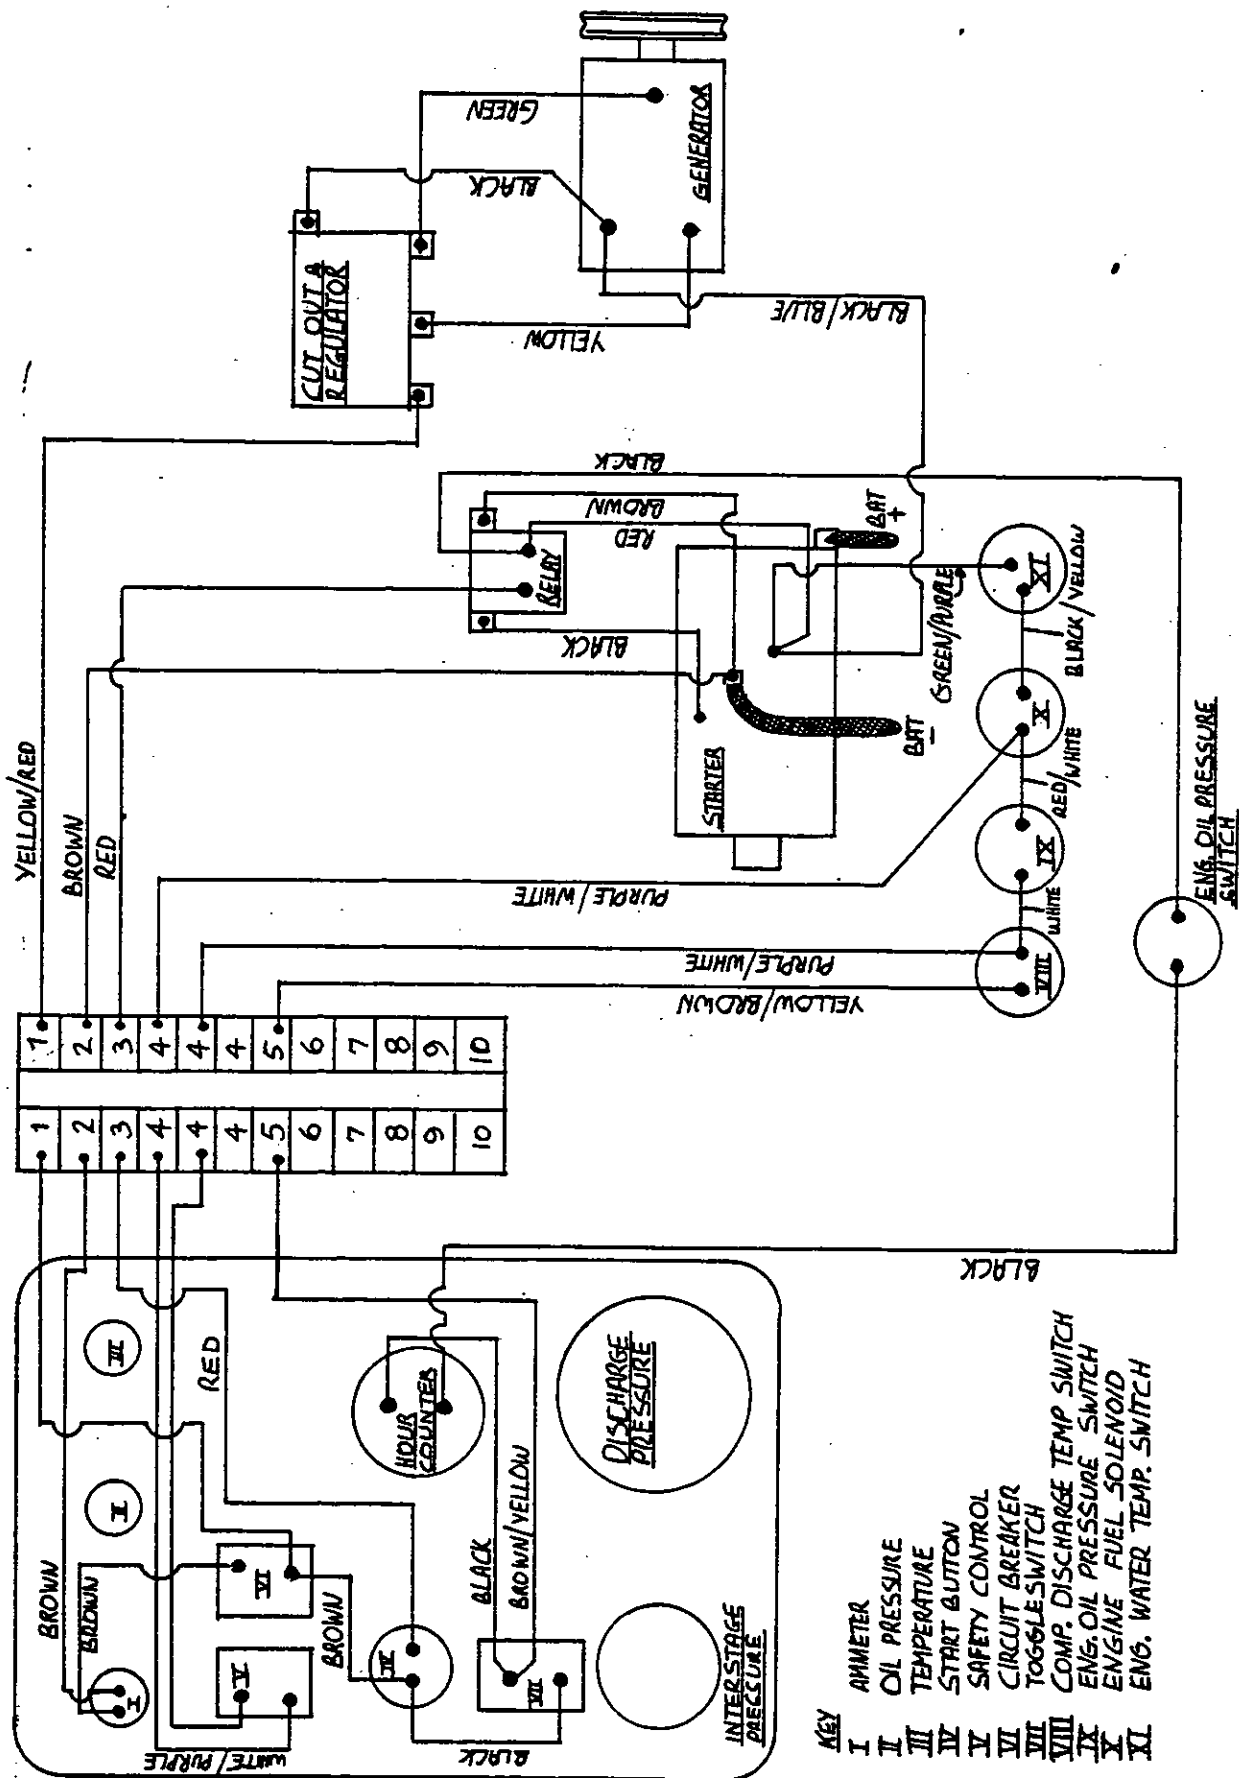 YELLOW/RED
BROWN
RED
PURPLE/WHITE
PURPLE/WHITE
YELLOW/BROWN
CUT OUT &
REGULATOR
GREEN
BLACK
YELLOW
BLACK/BLUE
GENERATOR
BLACK
BROWN
RED
RELAY
BLACK
STARTER
BAT
+
BAT
-
GREEN/PURPLE
BLACK/YELLOW
RED/WHITE
WHITE
VIII
IX
X
XI
ENG. OIL PRESSURE
SWITCH
1 2 3 4 4 4 5 6 7 8 9 10
1 2 3 4 4 4 5 6 7 8 9 10
BLACK
BROWN
BROWN
I
II
III
RED
V
VI
BROWN
WHITE/PURPLE
IV
BLACK
VII
BLACK
BROWN/YELLOW
HOUR
COUNTER
INTERSTAGE
PRESSURE
DISCHARGE
PRESSURE
KEY
I AMMETER
II OIL PRESSURE
III TEMPERATURE
IV START BUTTON
V SAFETY CONTROL
VI CIRCUIT BREAKER
VII TOGGLESWITCH
VIII COMP. DISCHARGE TEMP SWITCH
IX ENG. OIL PRESSURE SWITCH
X ENGINE FUEL SOLENOID
XI ENG. WATER TEMP. SWITCH